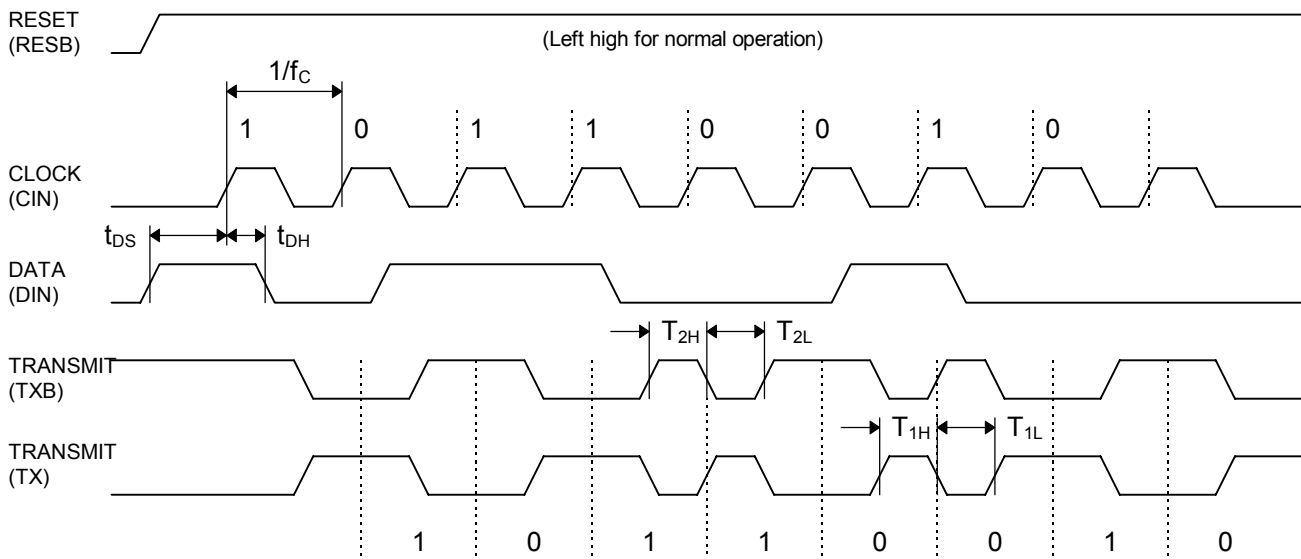 RESET
(RESB)
(Left high for normal operation)
1/fC
1 0 1 1 0 0 1 0
CLOCK
(CIN)
tDS tDH
DATA
(DIN)
T2H T2L
TRANSMIT
(TXB)
T1H T1L
TRANSMIT
(TX)
1 0 1 1 0 0 1 0